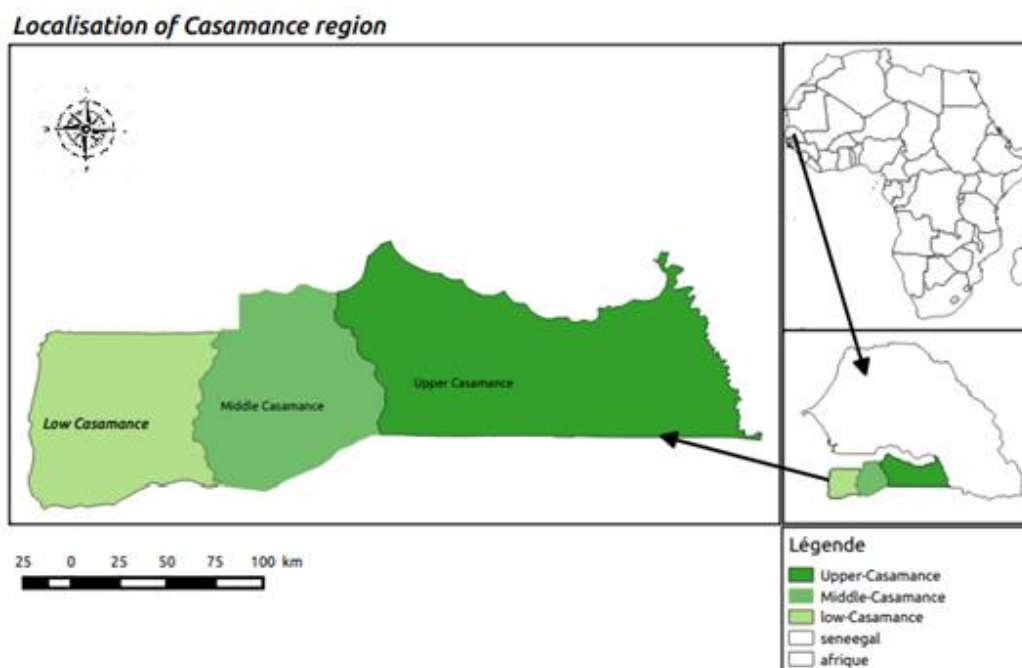 Localisation of Casamance region
Low Casamance
Middle Casamance
Upper Casamance
25 0 25 50 75 100 km
Légende
Upper-Casamance
Middle-Casamance
low-Casamance
seneegal
afrique